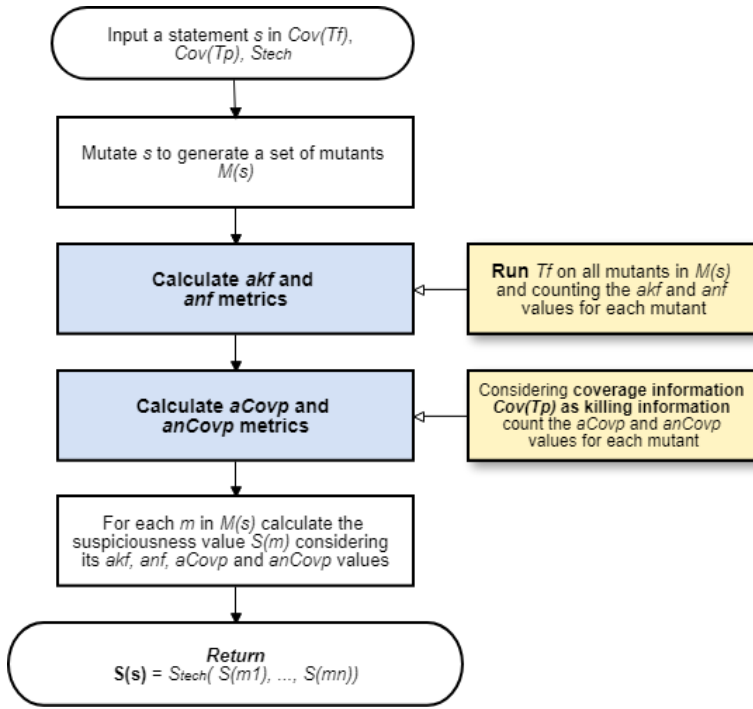 Input a statement s in Cov(Tf),
Cov(Tp), Stech
Mutate s to generate a set of mutants
M(s)
Calculate akf and
anf metrics
Run Tf on all mutants in M(s)
and counting the akf and anf
values for each mutant
Calculate aCovp and
anCovp metrics
Considering coverage information
Cov(Tp) as killing information
count the aCovp and anCovp
values for each mutant
For each m in M(s) calculate the
suspiciousness value S(m) considering
its akf, anf, aCovp and anCovp values
Return
S(s) = Stech( S(m1), ..., S(mn))